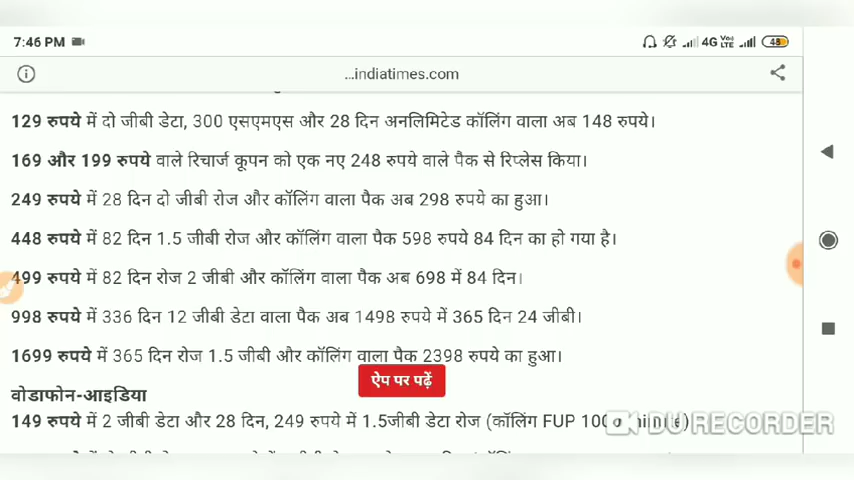 7:46 PM 4G VoLTE 48
...indiatimes.com
129 रुपये में दो जीबी डेटा, 300 एसएमएस और 28 दिन अनलिमिटेड कॉलिंग वाला अब 148 रुपये।
169 और 199 रुपये वाले रिचार्ज कूपन को एक नए 248 रुपये वाले पैक से रिप्लेस किया।
249 रुपये में 28 दिन दो जीबी रोज और कॉलिंग वाला पैक अब 298 रुपये का हुआ।
448 रुपये में 82 दिन 1.5 जीबी रोज और कॉलिंग वाला पैक 598 रुपये 84 दिन का हो गया है।
499 रुपये में 82 दिन रोज 2 जीबी और कॉलिंग वाला पैक अब 698 में 84 दिन।
998 रुपये में 336 दिन 12 जीबी डेटा वाला पैक अब 1498 रुपये में 365 दिन 24 जीबी।
1699 रुपये में 365 दिन रोज 1.5 जीबी और कॉलिंग वाला पैक 2398 रुपये का हुआ।
ऐप पर पढ़ें
वोडाफोन-आइडिया
149 रुपये में 2 जीबी डेटा और 28 दिन, 249 रुपये में 1.5जीबी डेटा रोज (कॉलिंग FUP 1000 minute)
DU RECORDER